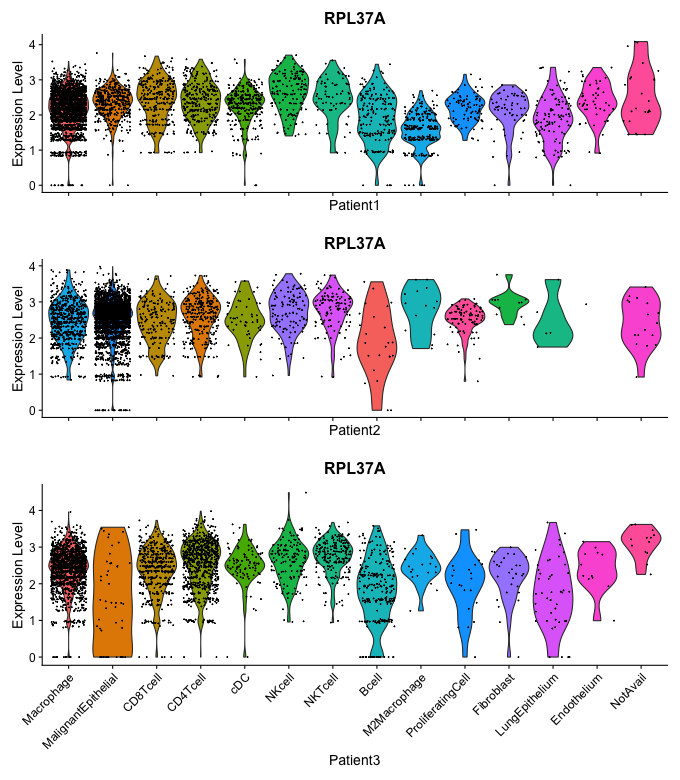 RPL37A
Expression Level
4
3
2
1
0
Patient1
RPL37A
Expression Level
4
3
2
1
0
Patient2
RPL37A
Expression Level
4
3
2
1
0
Macrophage
MalignantEpithelial
CD8Tcell
CD4Tcell
cDC
NKcell
NKTcell
Bcell
M2Macrophage
ProliferatingCell
Fibroblast
LungEpithelium
Endothelium
NotAvail
Patient3